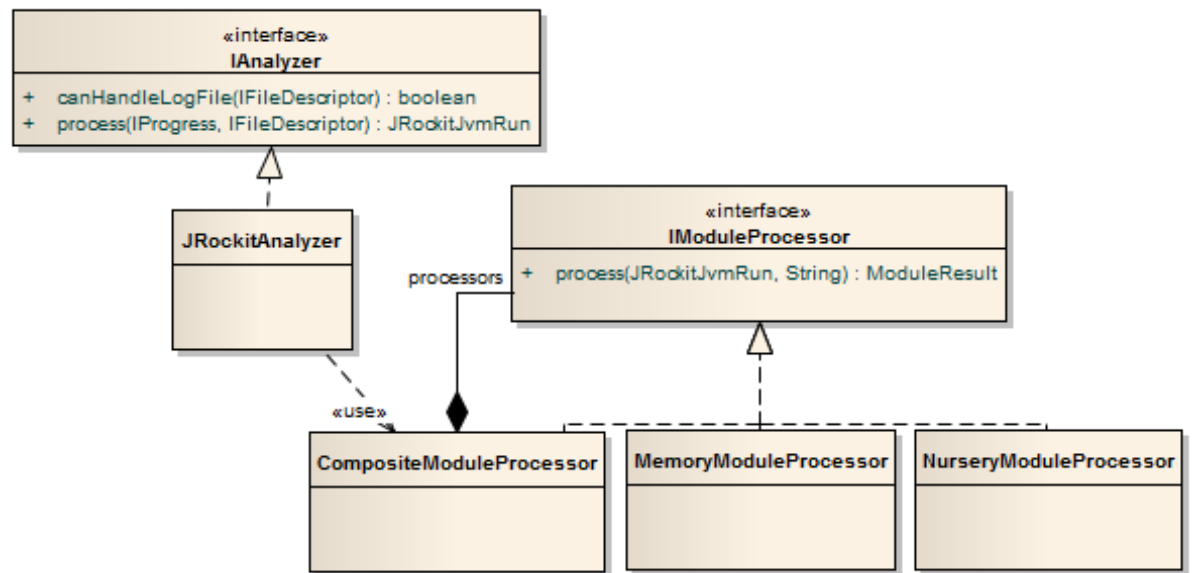 «interface»
IAnalyzer
+ canHandleLogFile(IFileDescriptor) : boolean
+ process(IProgress, IFileDescriptor) : JRockitJvmRun
JRockitAnalyzer
«interface»
IModuleProcessor
+ process(JRockitJvmRun, String) : ModuleResult
processors
«use»
CompositeModuleProcessor
MemoryModuleProcessor
NurseryModuleProcessor